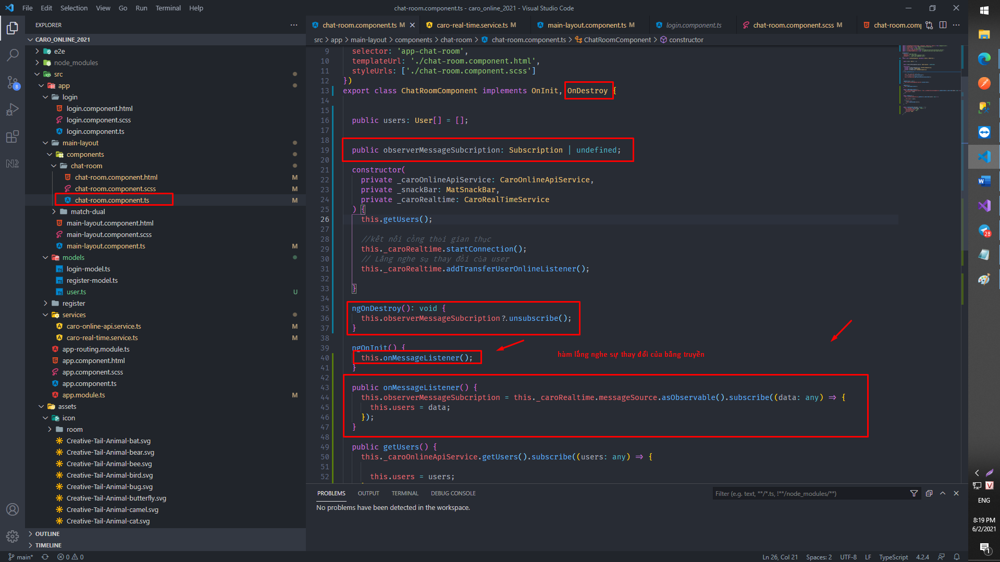 File Edit Selection View Go Run Terminal Help
chat-room.component.ts - caro_online_2021 - Visual Studio Code
EXPLORER
CARO_ONLINE_2021
e2e
node_modules
src
app
login
login.component.html
login.component.scss
login.component.ts
main-layout
components
chat-room
chat-room.component.html M
chat-room.component.scss M
chat-room.component.ts M
match-dual
main-layout.component.html
main-layout.component.scss
main-layout.component.ts M
models
login-model.ts
register-model.ts
user.ts U
register
services
caro-online-api.service.ts M
caro-real-time.service.ts M
app-routing.module.ts
app.component.html
app.component.scss
app.component.ts
app.module.ts M
assets
icon
room
Creative-Tail-Animal-bat.svg
Creative-Tail-Animal-bear.svg
Creative-Tail-Animal-bee.svg
Creative-Tail-Animal-bird.svg
Creative-Tail-Animal-bug.svg
Creative-Tail-Animal-butterfly.svg
Creative-Tail-Animal-camel.svg
Creative-Tail-Animal-cat.svg
OUTLINE
TIMELINE
8
chat-room.component.ts M caro-real-time.service.ts M main-layout.component.ts M login.component.ts chat-room.component.scss M chat-room.comp
src > app > main-layout > components > chat-room > chat-room.component.ts > ChatRoomComponent > constructor
9 selector: 'app-chat-room',
10 templateUrl: './chat-room.component.html',
11 styleUrls: ['./chat-room.component.scss']
12 })
13 export class ChatRoomComponent implements OnInit, OnDestroy {
14
15
16 public users: User[] = [];
17
18
19 public observerMessageSubcription: Subscription | undefined;
20
21 constructor(
22 private _caroOnlineApiService: CaroOnlineApiService,
23 private _snackBar: MatSnackBar,
24 private _caroRealtime: CaroRealTimeService
25 ) {
26 this.getUsers();
27
28 //kết nối cổng thời gian thực
29 this._caroRealtime.startConnection();
30 // Lắng nghe sự thay đổi của user
31 this._caroRealtime.addTransferUserOnlineListener();
32
33 }
34
35 ngOnDestroy(): void {
36 this.observerMessageSubcription?.unsubscribe();
37 }
38
39 ngOnInit() {
40 this.onMessageListener();
hàm lắng nghe sự thay đổi của băng truyền
41 }
42
43 public onMessageListener() {
44 this.observerMessageSubcription = this._caroRealtime.messageSource.asObservable().subscribe((data: any) => {
45 this.users = data;
46 });
47 }
48
49 public getUsers() {
50 this._caroOnlineApiService.getUsers().subscribe((users: any) => {
51
52 this.users = users;
PROBLEMS OUTPUT TERMINAL DEBUG CONSOLE
Filter (e.g. text, **/*.ts, !**/node_modules/**)
No problems have been detected in the workspace.
main* 0 0
Ln 26, Col 21 Spaces: 2 UTF-8 LF TypeScript 4.2.4
28
ENG
8:19 PM
6/2/2021
1